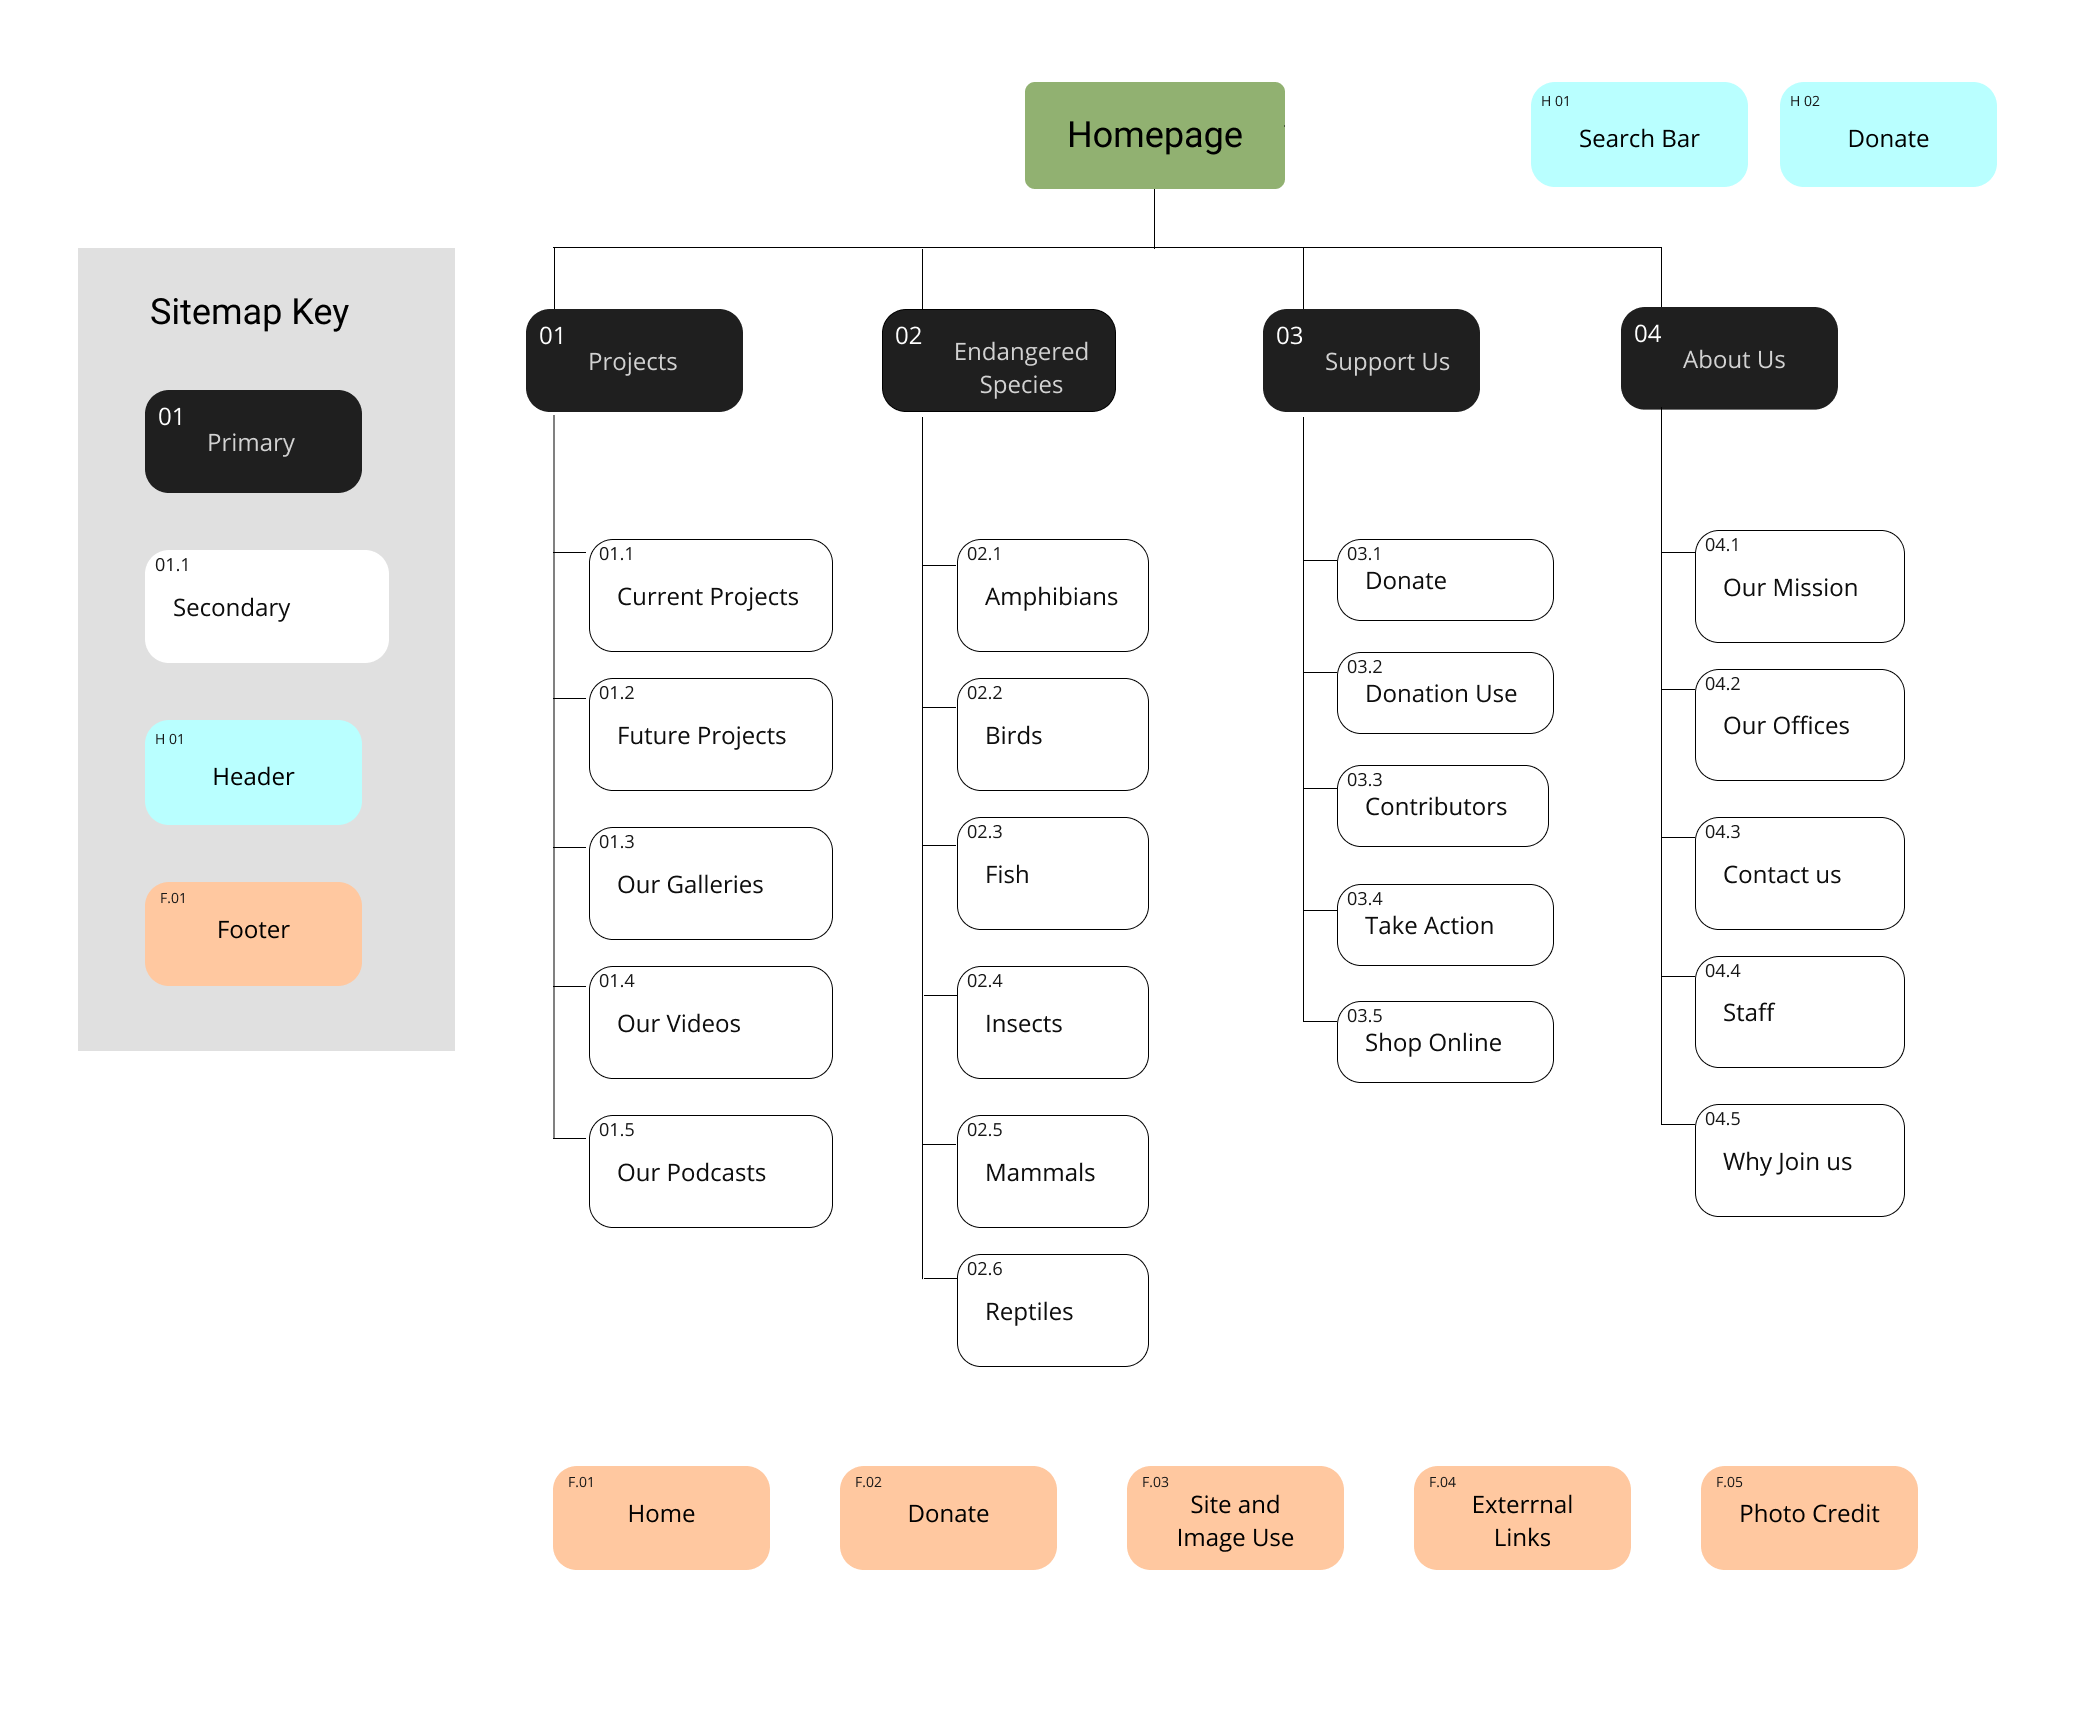 Homepage
H 01
Search Bar
H 02
Donate
Sitemap Key
01
Primary
01.1
Secondary
H 01
Header
F.01
Footer
01
Projects
01.1
Current Projects
01.2
Future Projects
01.3
Our Galleries
01.4
Our Videos
01.5
Our Podcasts
02
Endangered
Species
02.1
Amphibians
02.2
Birds
02.3
Fish
02.4
Insects
02.5
Mammals
02.6
Reptiles
03
Support Us
03.1
Donate
03.2
Donation Use
03.3
Contributors
03.4
Take Action
03.5
Shop Online
04
About Us
04.1
Our Mission
04.2
Our Offices
04.3
Contact us
04.4
Staff
04.5
Why Join us
F.01
Home
F.02
Donate
F.03
Site and
Image Use
F.04
Exterrnal
Links
F.05
Photo Credit